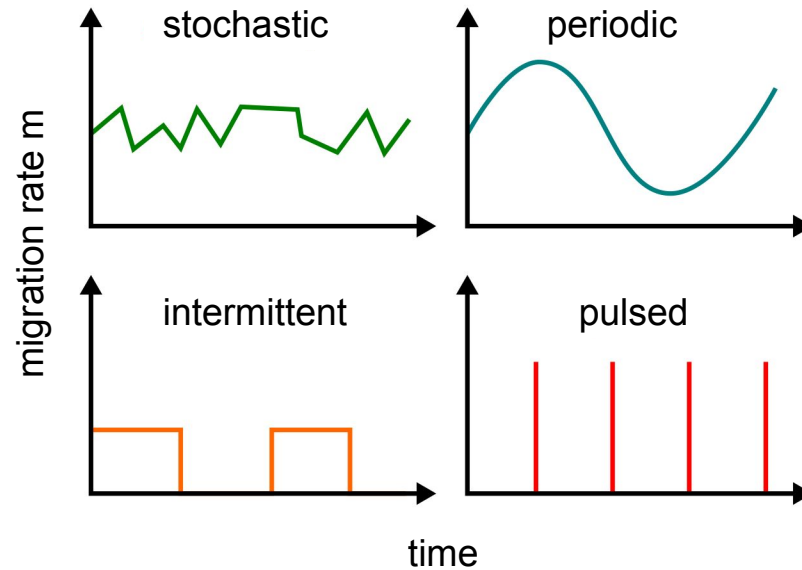 stochastic
periodic
migration rate m
intermittent
pulsed
time